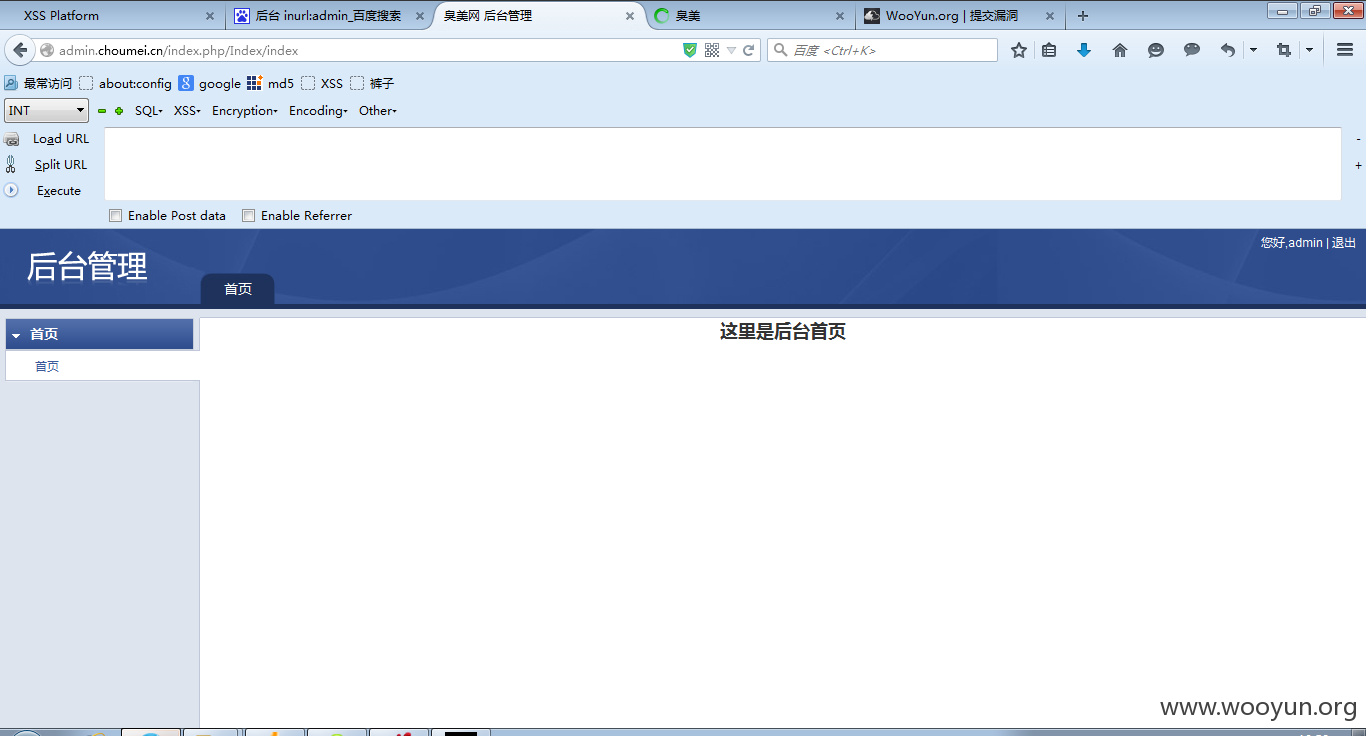 XSS Platform
后台 inurl:admin_百度搜索
臭美网 后台管理
臭美
WooYun.org | 提交漏洞
admin.choumei.cn/index.php/Index/index
百度 <Ctrl+K>
最常访问 about:config google md5 XSS 裤子
INT SQL XSS Encryption Encoding Other
Load URL
Split URL
Execute
Enable Post data Enable Referrer
您好,admin | 退出
后台管理
首页
首页
这里是后台首页
首页
www.wooyun.org